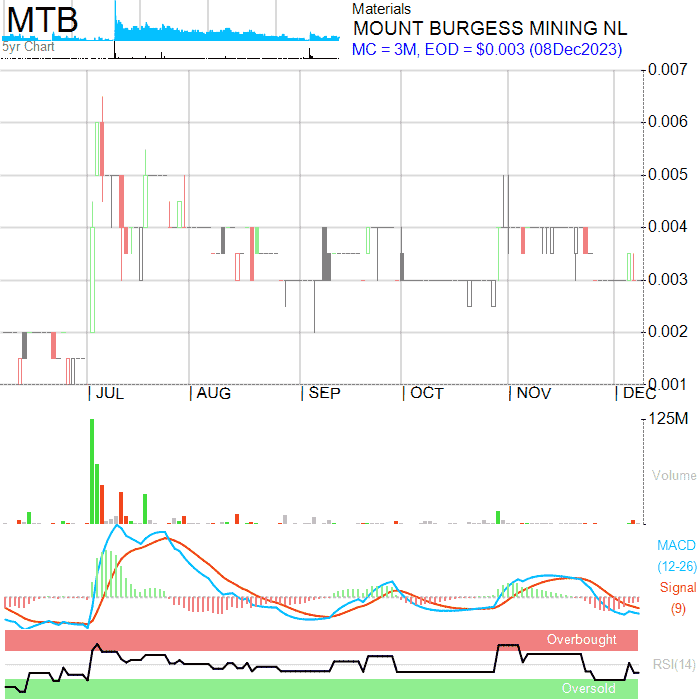 MTB
5yr Chart
Materials
MOUNT BURGESS MINING NL
MC = 3M, EOD = $0.003 (08Dec2023)
0.007
0.006
0.005
0.004
0.003
0.002
0.001
JUL AUG SEP OCT NOV DEC
125M
Volume
MACD
(12-26)
Signal
(9)
Overbought
RSI(14)
Oversold